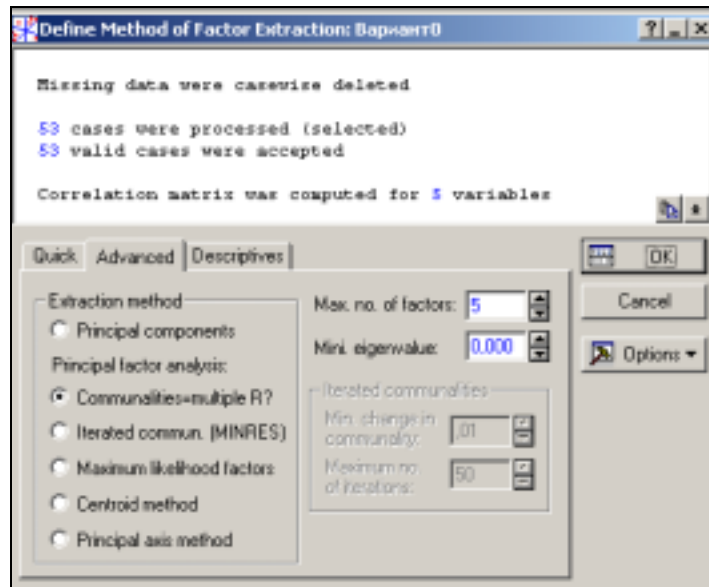 Define Method of Factor Extraction: Вариант0
Missing data were casewise deleted
53 cases were processed (selected)
53 valid cases were accepted
Correlation matrix was computed for 5 variables
Quick Advanced Descriptives
OK
Cancel
Options
Extraction method
Principal components
Principal factor analysis:
Communalities=multiple R?
Iterated commun. (MINRES)
Maximum likelihood factors
Centroid method
Principal axis method
Max. no. of factors: 5
Mini. eigenvalue: 0.000
Iterated communalities
Min. change in
communality: .01
Maximum no.
of iterations: 50